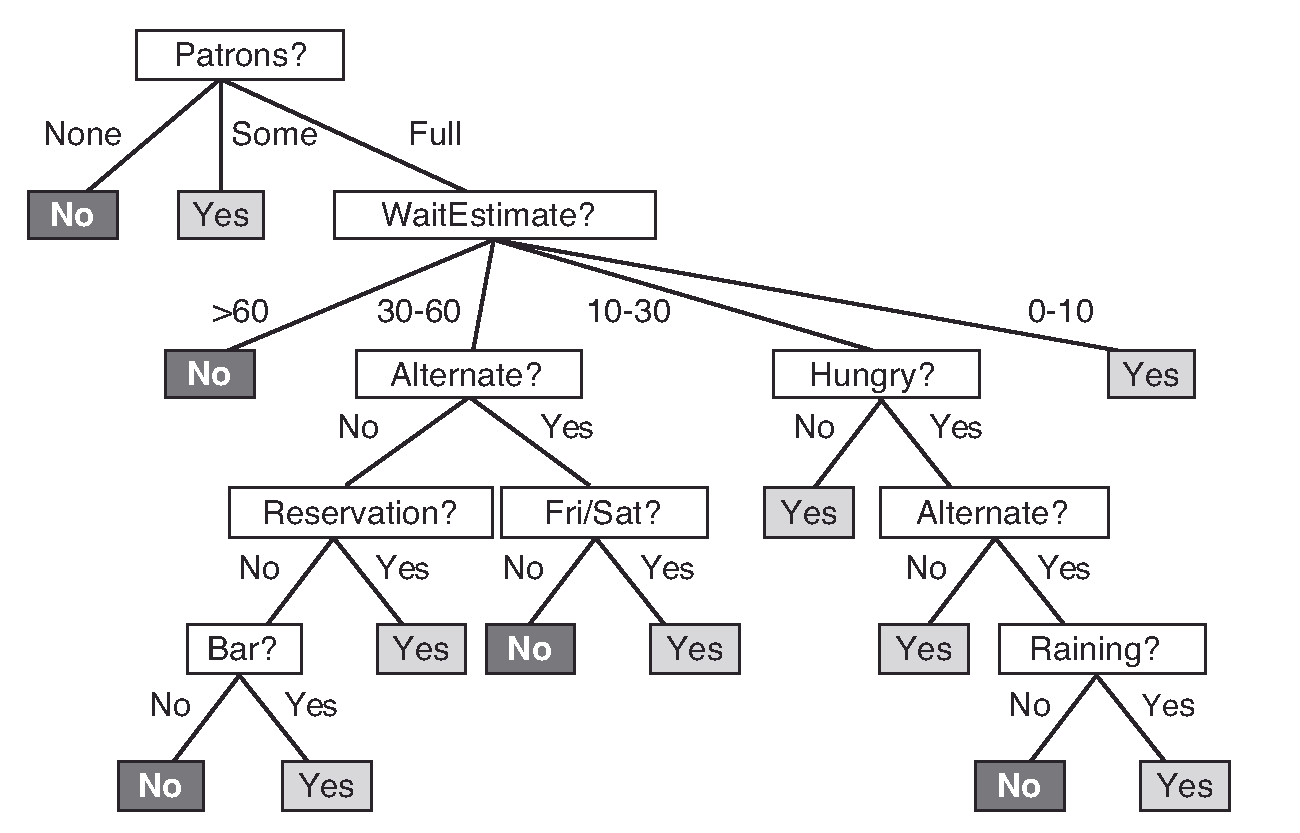 Patrons?
None Some Full
No Yes WaitEstimate?
>60 30-60 10-30 0-10
No Alternate? Hungry? Yes
No Yes No Yes
Reservation? Fri/Sat? Yes Alternate?
No Yes No Yes No Yes
Bar? Yes No Yes Yes Raining?
No Yes No Yes
No Yes No Yes